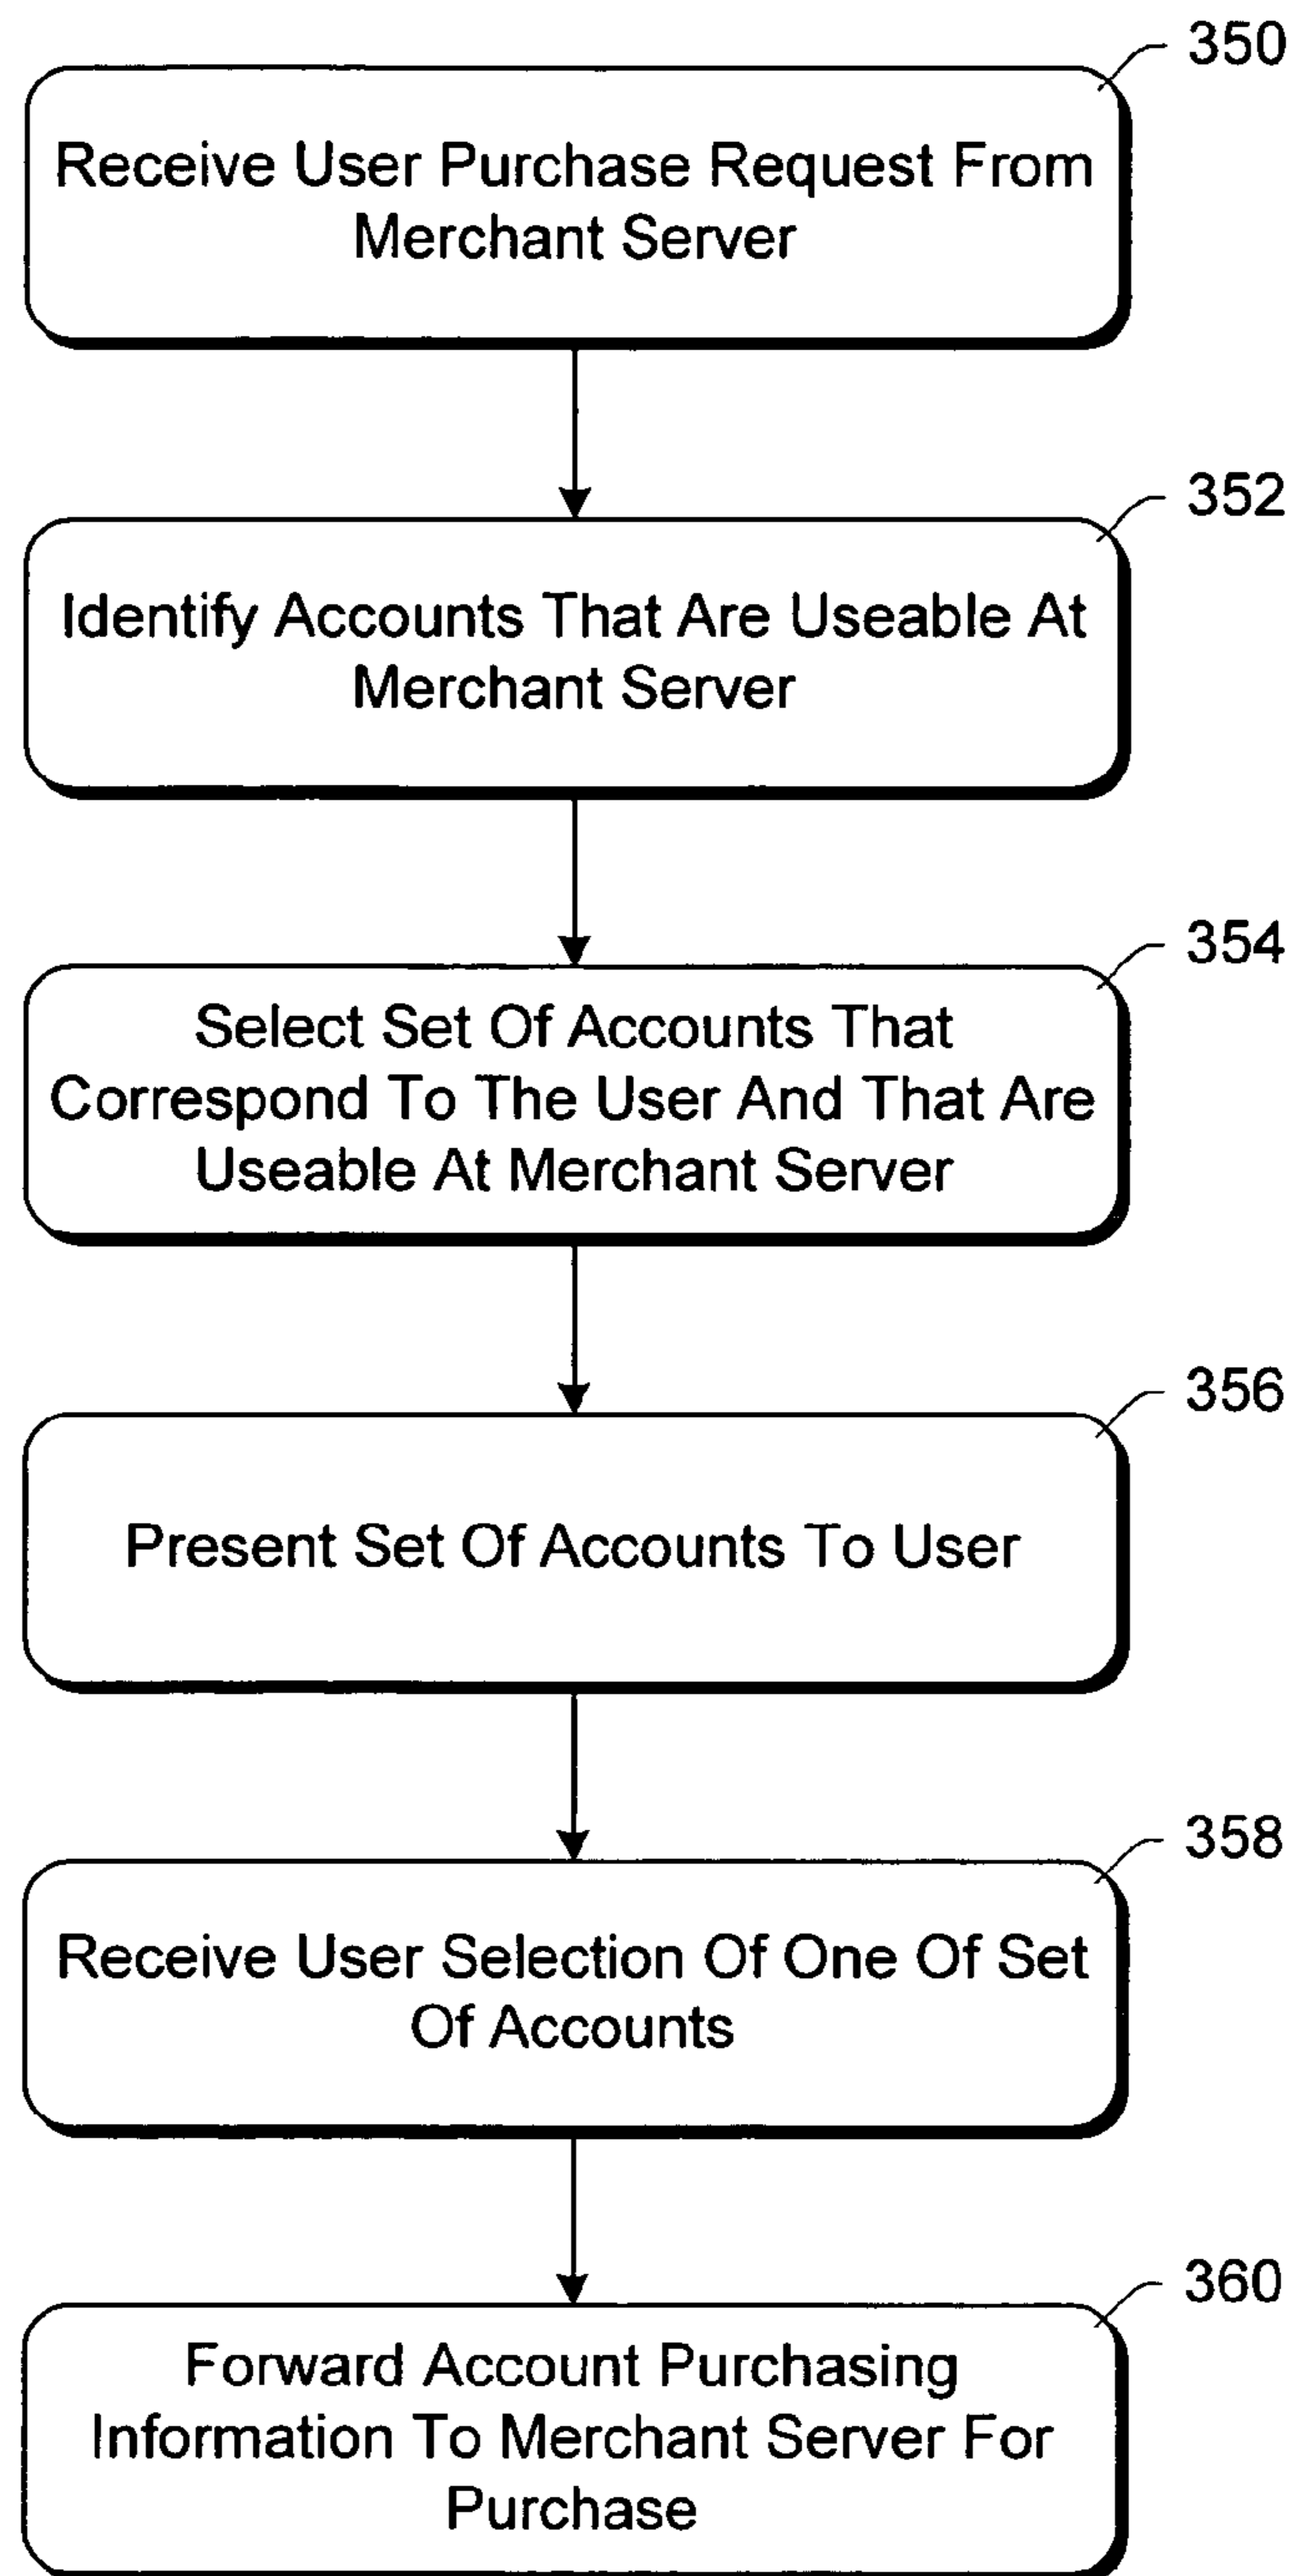 350
Receive User Purchase Request From
Merchant Server
352
Identify Accounts That Are Useable At
Merchant Server
354
Select Set Of Accounts That
Correspond To The User And That Are
Useable At Merchant Server
356
Present Set Of Accounts To User
358
Receive User Selection Of One Of Set
Of Accounts
360
Forward Account Purchasing
Information To Merchant Server For
Purchase